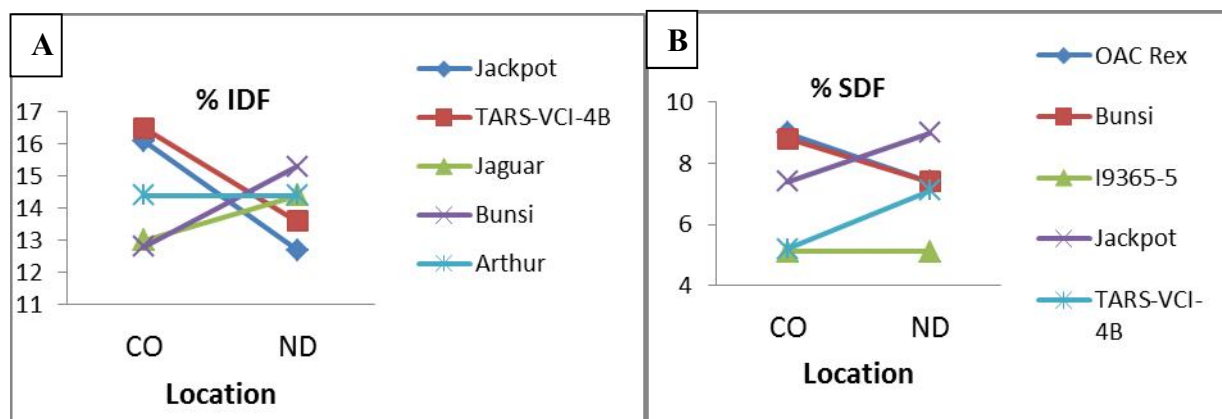 A
% IDF
17
16
15
14
13
12
11
CO ND
Location
Jackpot
TARS-VCI-4B
Jaguar
Bunsi
Arthur
B
% SDF
10
8
6
4
CO ND
Location
OAC Rex
Bunsi
I9365-5
Jackpot
TARS-VCI-
4B